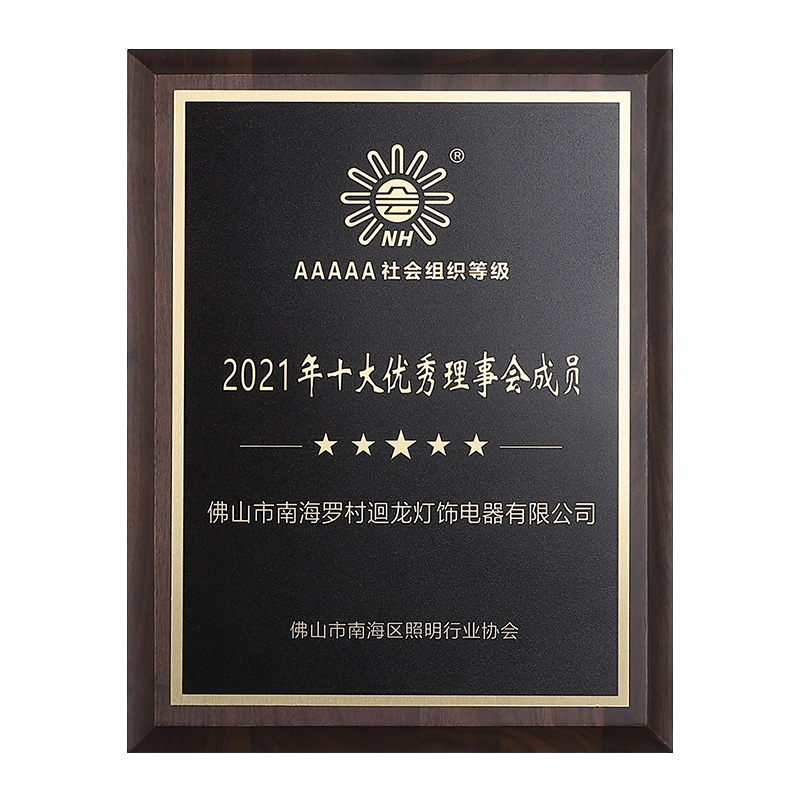 ®
会
NH
AAAAA社会组织等级
2021年十大优秀理事会成员
佛山市南海罗村迴龙灯饰电器有限公司
佛山市南海区照明行业协会